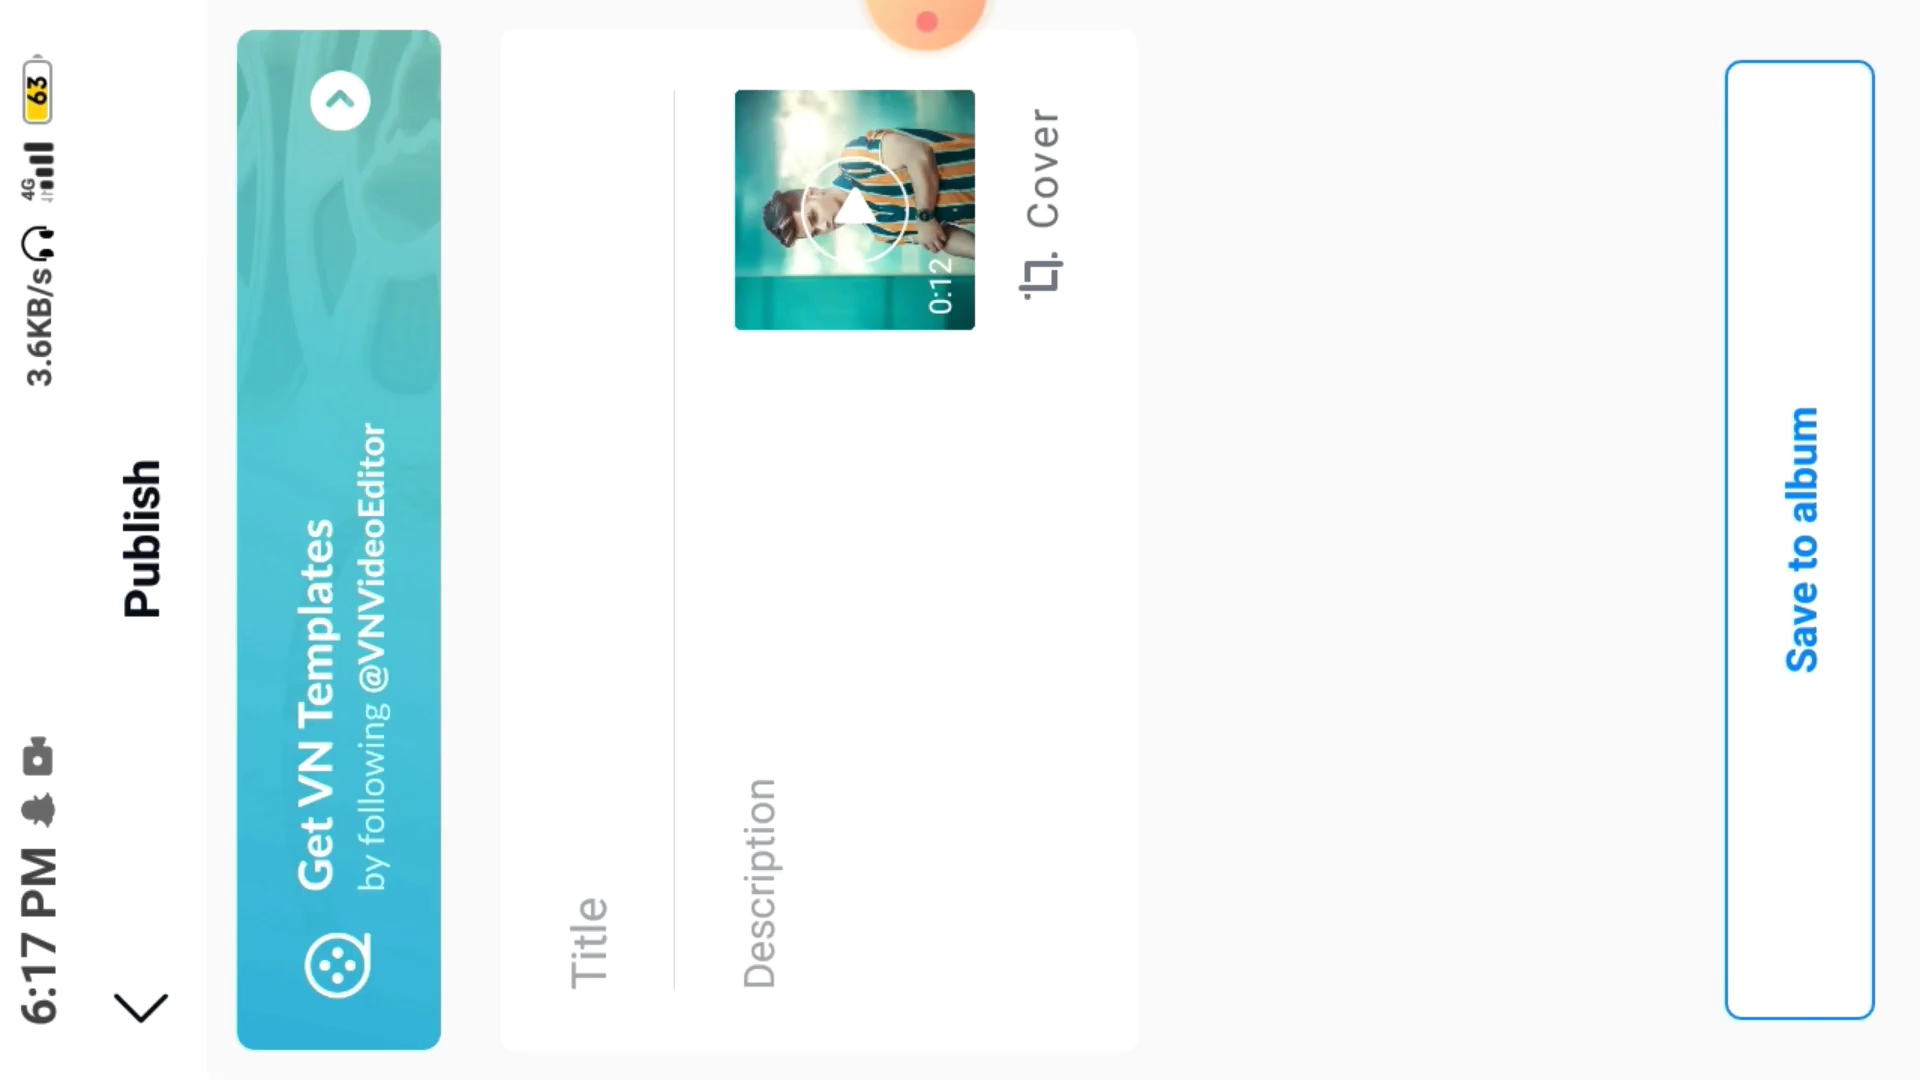 6:17 PM
3.6KB/s
4G
63
Publish
Get VN Templates
by following @VNVideoEditor
Title
Description
0:12
Cover
Save to album